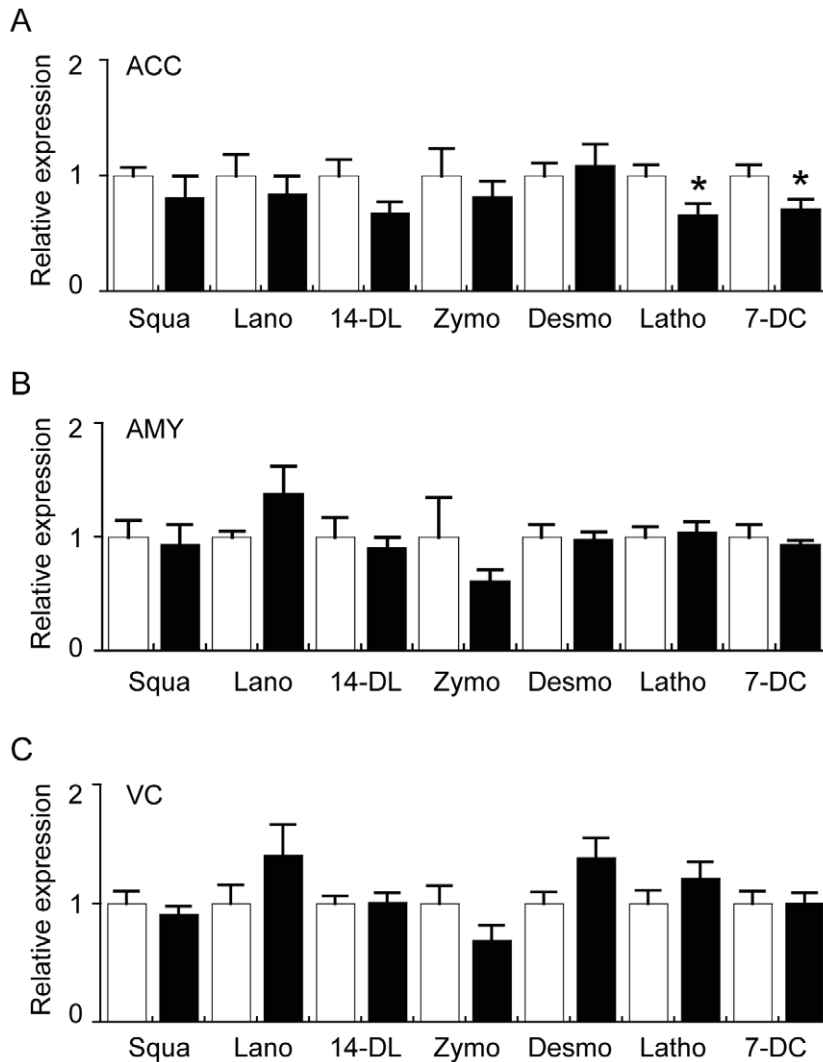 A
2
ACC
Relative expression
1
* *
0
Squa Lano 14-DL Zymo Desmo Latho 7-DC
B
2
AMY
Relative expression
1
0
Squa Lano 14-DL Zymo Desmo Latho 7-DC
C
2
VC
Relative expression
1
0
Squa Lano 14-DL Zymo Desmo Latho 7-DC